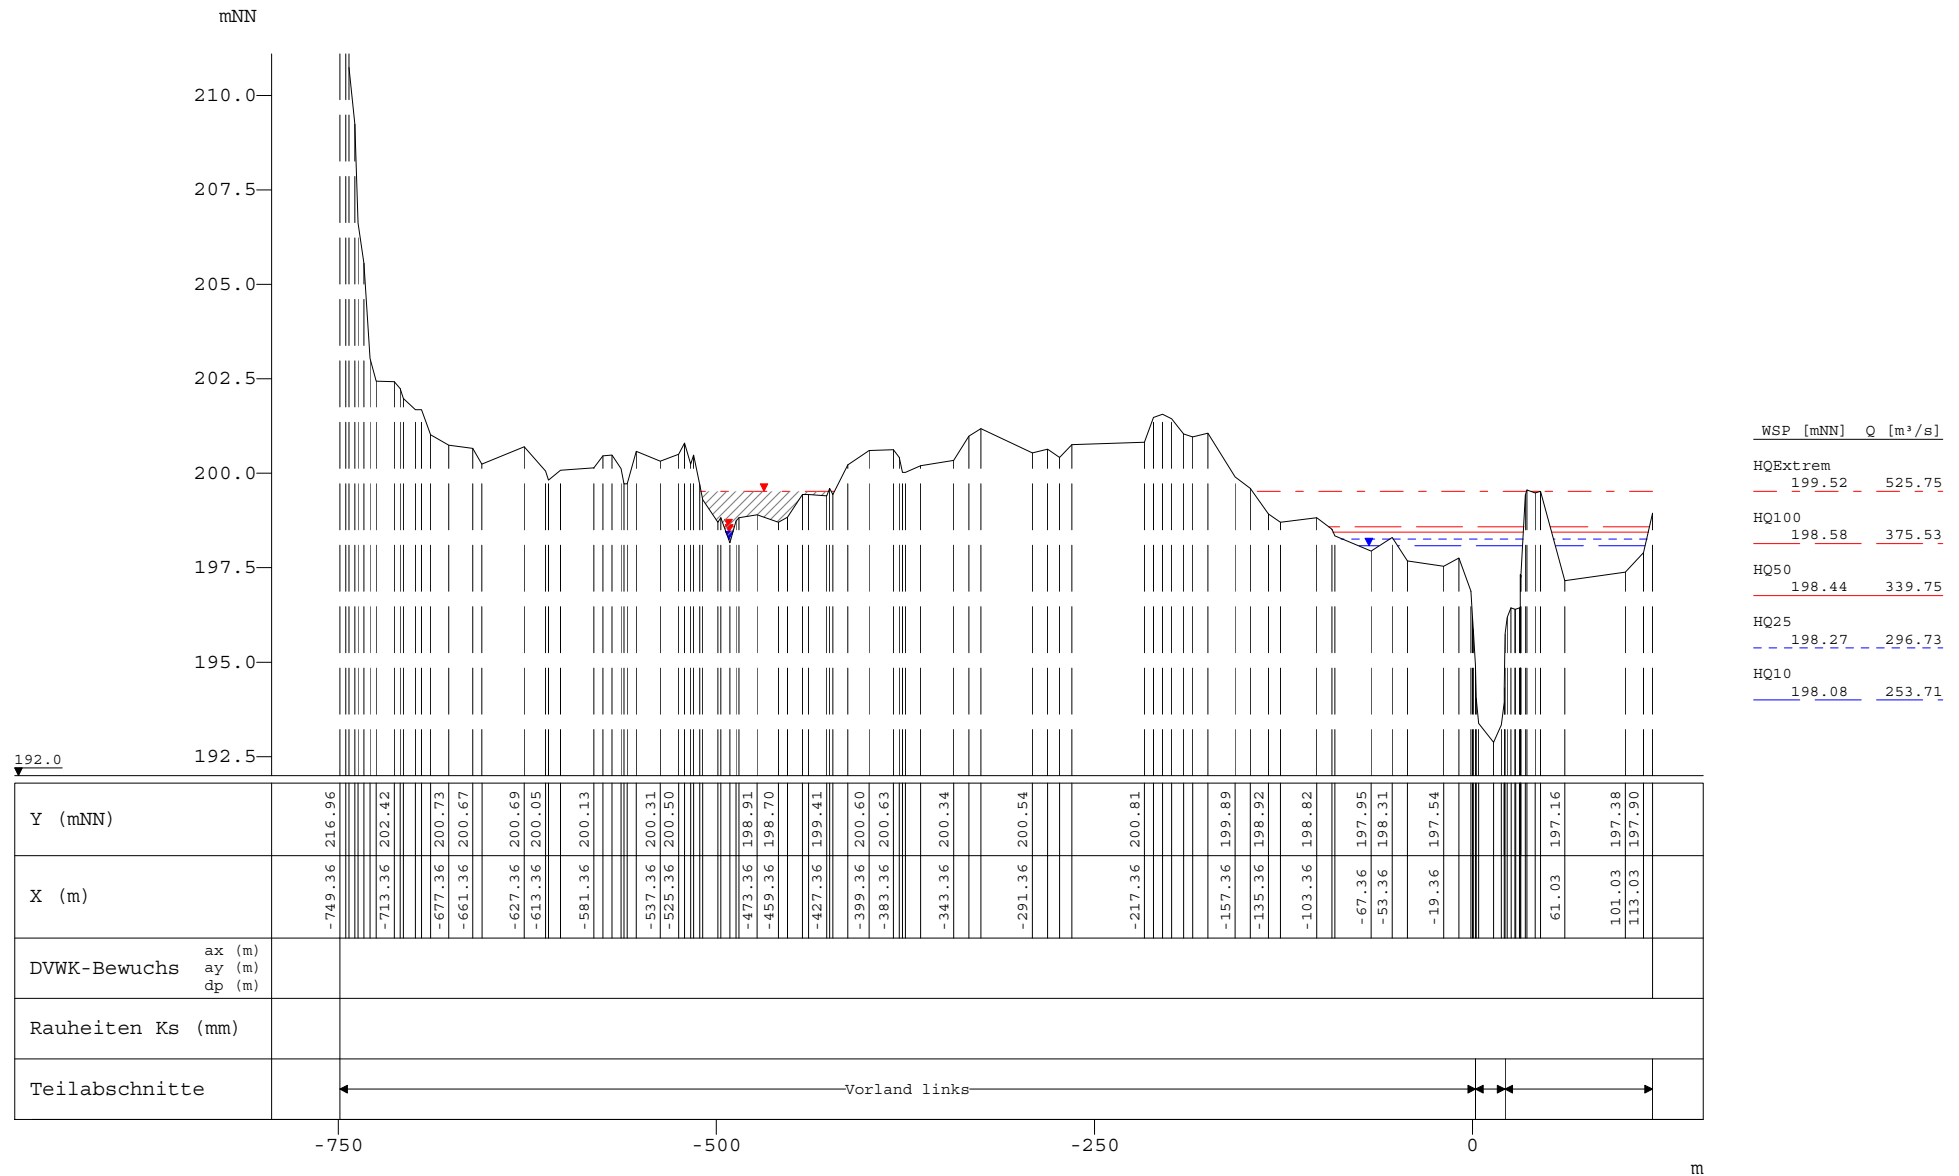 mNN
210.0
207.5
205.0
202.5
200.0
197.5
195.0
192.5
192.0
WSP [mNN] Q [m³/s]
HQExtrem
199.52 525.75
HQ100
198.58 375.53
HQ50
198.44 339.75
HQ25
198.27 296.73
HQ10
198.08 253.71
Y (mNN) 216.96 202.42 200.73 200.67 200.69 200.05 200.13 200.31 200.50 198.91 198.70 199.41 200.60 200.63 200.34 200.54 200.81 199.89 198.92 198.82 197.95 198.31 197.54 197.16 197.38 197.90
X (m) -749.36 -713.36 -677.36 -661.36 -627.36 -613.36 -581.36 -537.36 -525.36 -473.36 -459.36 -427.36 -399.36 -383.36 -343.36 -291.36 -217.36 -157.36 -135.36 -103.36 -67.36 -53.36 -19.36 61.03 101.03 113.03
ax (m)
DVWK-Bewuchs ay (m)
dp (m)
Rauheiten Ks (mm)
Teilabschnitte Vorland links
-750 -500 -250 0
m